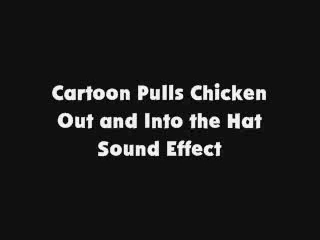 Cartoon Pulls Chicken
Out and Into the Hat
Sound Effect